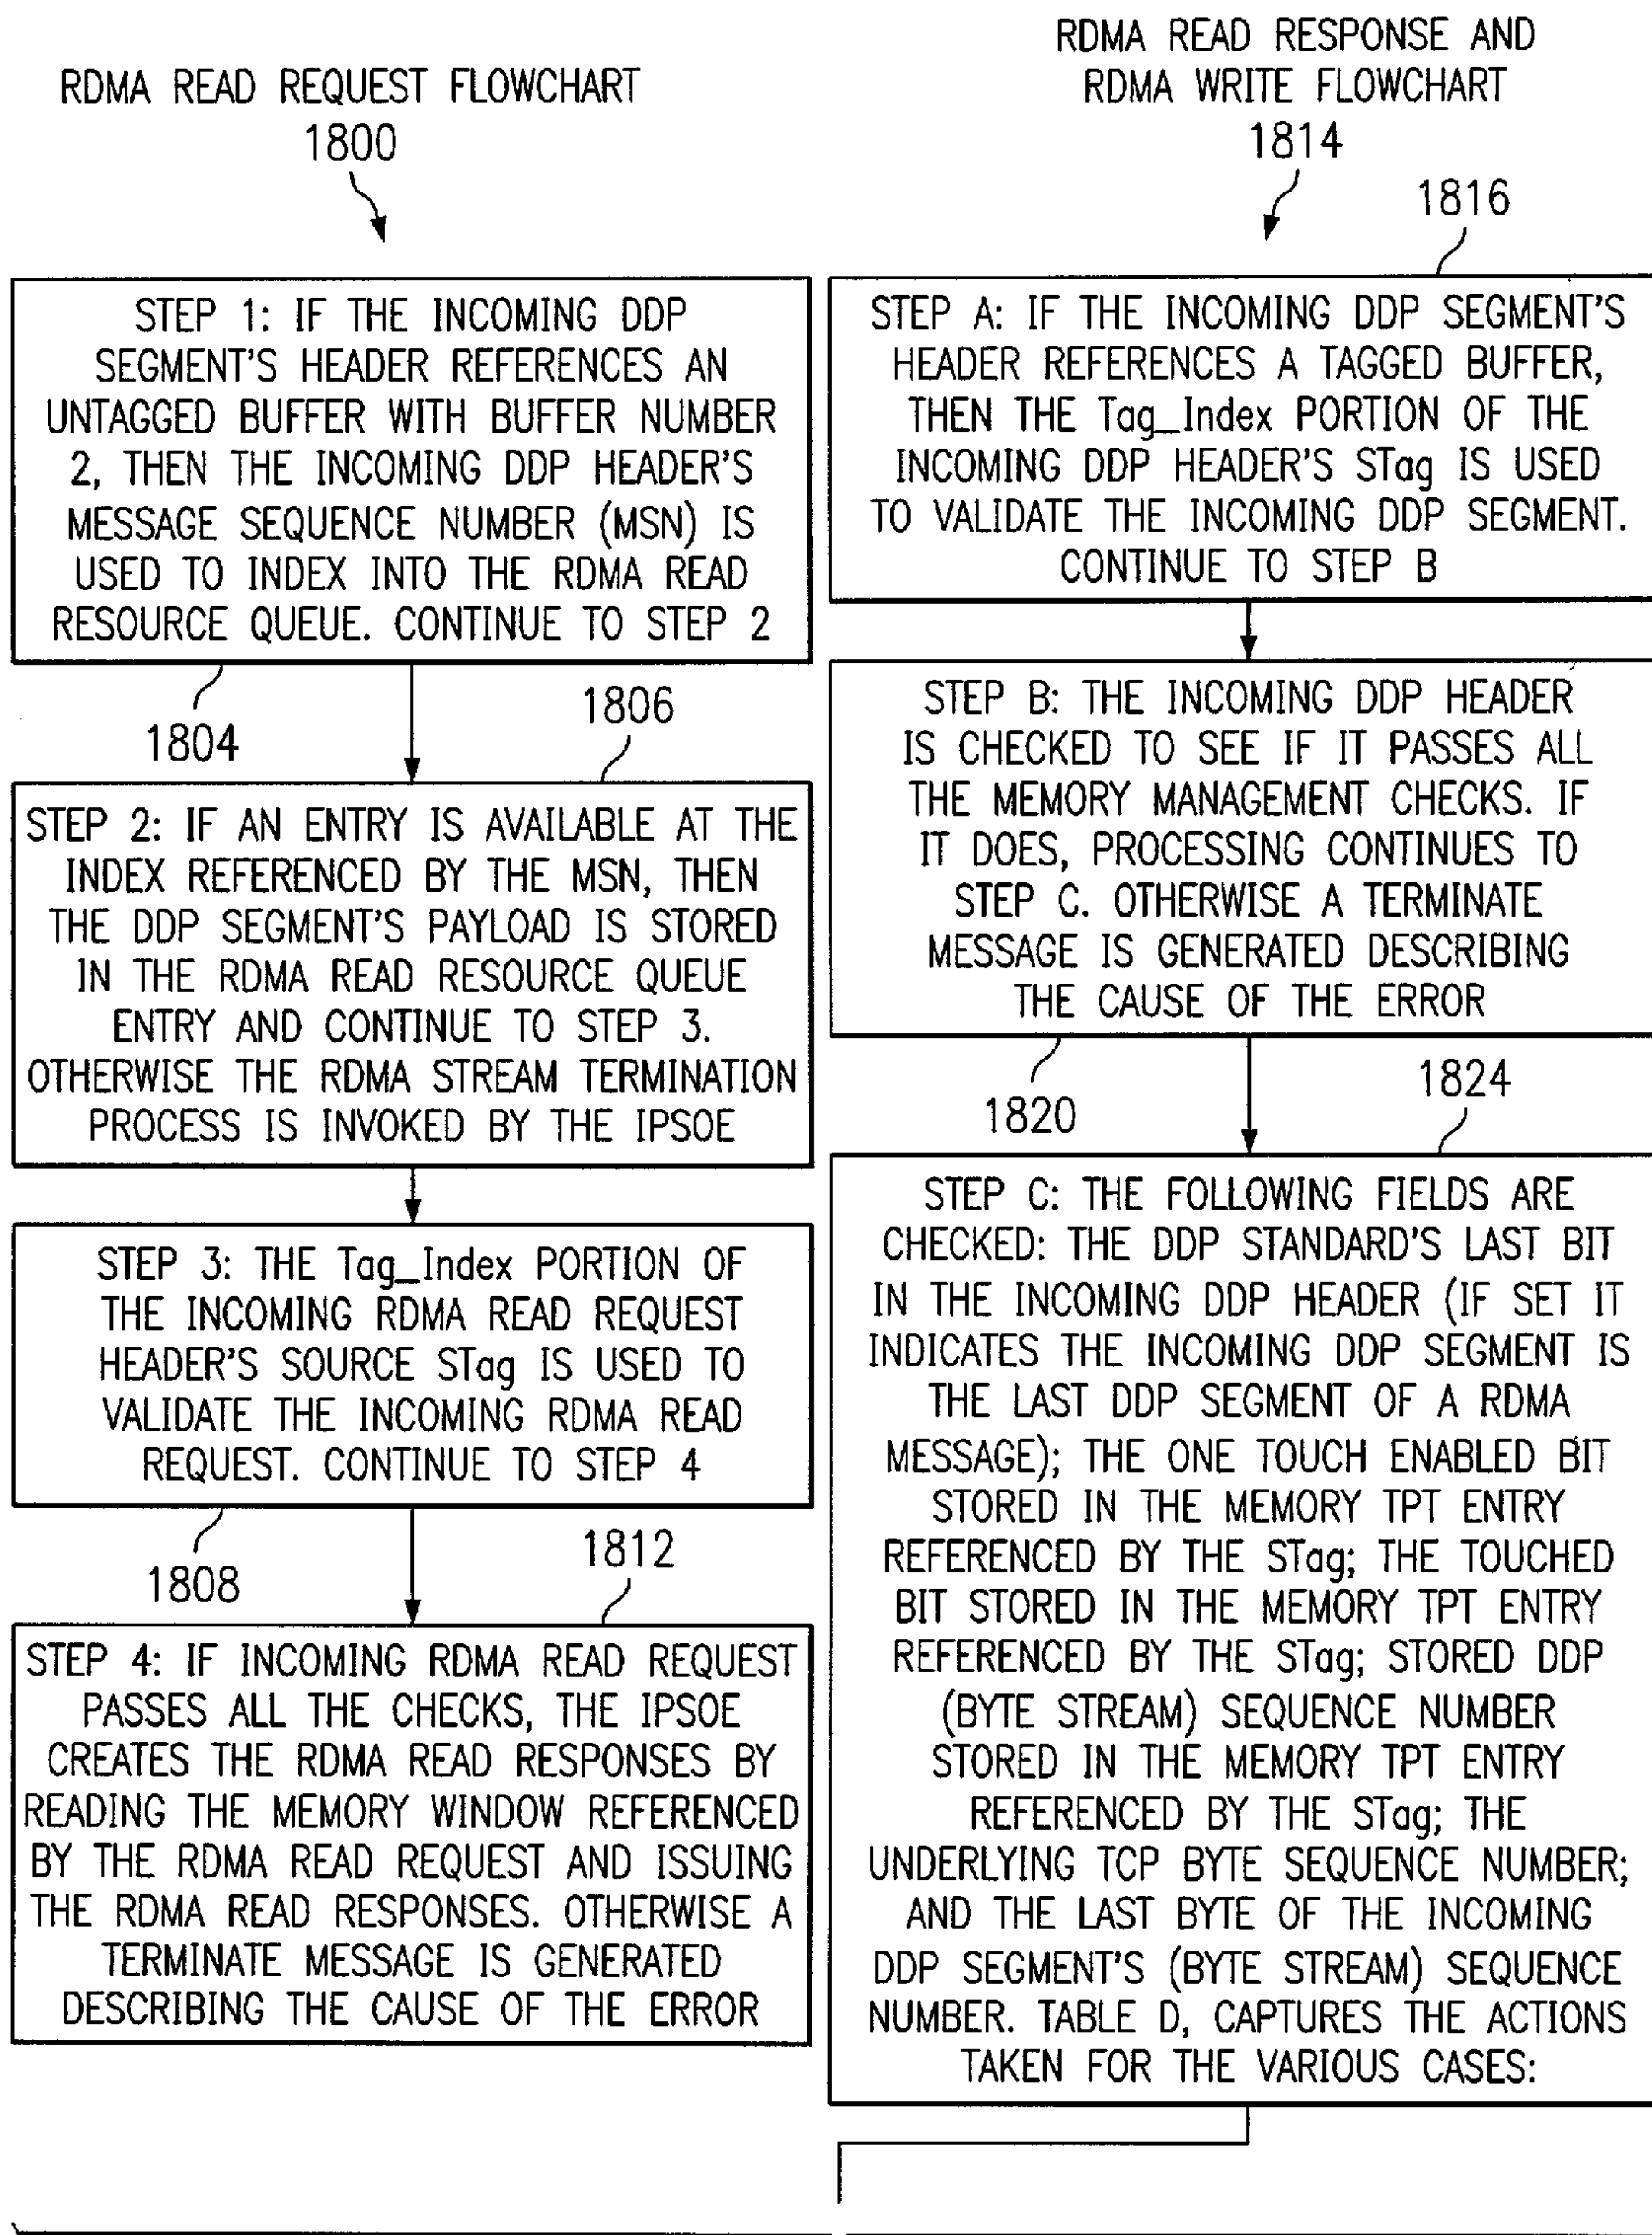 RDMA READ REQUEST FLOWCHART
1800
STEP 1: IF THE INCOMING DDP
SEGMENT'S HEADER REFERENCES AN
UNTAGGED BUFFER WITH BUFFER NUMBER
2, THEN THE INCOMING DDP HEADER'S
MESSAGE SEQUENCE NUMBER (MSN) IS
USED TO INDEX INTO THE RDMA READ
RESOURCE QUEUE. CONTINUE TO STEP 2
1804
1806
STEP 2: IF AN ENTRY IS AVAILABLE AT THE
INDEX REFERENCED BY THE MSN, THEN
THE DDP SEGMENT'S PAYLOAD IS STORED
IN THE RDMA READ RESOURCE QUEUE
ENTRY AND CONTINUE TO STEP 3.
OTHERWISE THE RDMA STREAM TERMINATION
PROCESS IS INVOKED BY THE IPSOE
STEP 3: THE Tag_Index PORTION OF
THE INCOMING RDMA READ REQUEST
HEADER'S SOURCE STag IS USED TO
VALIDATE THE INCOMING RDMA READ
REQUEST. CONTINUE TO STEP 4
1808
1812
STEP 4: IF INCOMING RDMA READ REQUEST
PASSES ALL THE CHECKS, THE IPSOE
CREATES THE RDMA READ RESPONSES BY
READING THE MEMORY WINDOW REFERENCED
BY THE RDMA READ REQUEST AND ISSUING
THE RDMA READ RESPONSES. OTHERWISE A
TERMINATE MESSAGE IS GENERATED
DESCRIBING THE CAUSE OF THE ERROR
RDMA READ RESPONSE AND
RDMA WRITE FLOWCHART
1814
1816
STEP A: IF THE INCOMING DDP SEGMENT'S
HEADER REFERENCES A TAGGED BUFFER,
THEN THE Tag_Index PORTION OF THE
INCOMING DDP HEADER'S STag IS USED
TO VALIDATE THE INCOMING DDP SEGMENT.
CONTINUE TO STEP B
STEP B: THE INCOMING DDP HEADER
IS CHECKED TO SEE IF IT PASSES ALL
THE MEMORY MANAGEMENT CHECKS. IF
IT DOES, PROCESSING CONTINUES TO
STEP C. OTHERWISE A TERMINATE
MESSAGE IS GENERATED DESCRIBING
THE CAUSE OF THE ERROR
1820
1824
STEP C: THE FOLLOWING FIELDS ARE
CHECKED: THE DDP STANDARD'S LAST BIT
IN THE INCOMING DDP HEADER (IF SET IT
INDICATES THE INCOMING DDP SEGMENT IS
THE LAST DDP SEGMENT OF A RDMA
MESSAGE); THE ONE TOUCH ENABLED BIT
STORED IN THE MEMORY TPT ENTRY
REFERENCED BY THE STag; THE TOUCHED
BIT STORED IN THE MEMORY TPT ENTRY
REFERENCED BY THE STag; STORED DDP
(BYTE STREAM) SEQUENCE NUMBER
STORED IN THE MEMORY TPT ENTRY
REFERENCED BY THE STag; THE
UNDERLYING TCP BYTE SEQUENCE NUMBER;
AND THE LAST BYTE OF THE INCOMING
DDP SEGMENT'S (BYTE STREAM) SEQUENCE
NUMBER. TABLE D, CAPTURES THE ACTIONS
TAKEN FOR THE VARIOUS CASES: